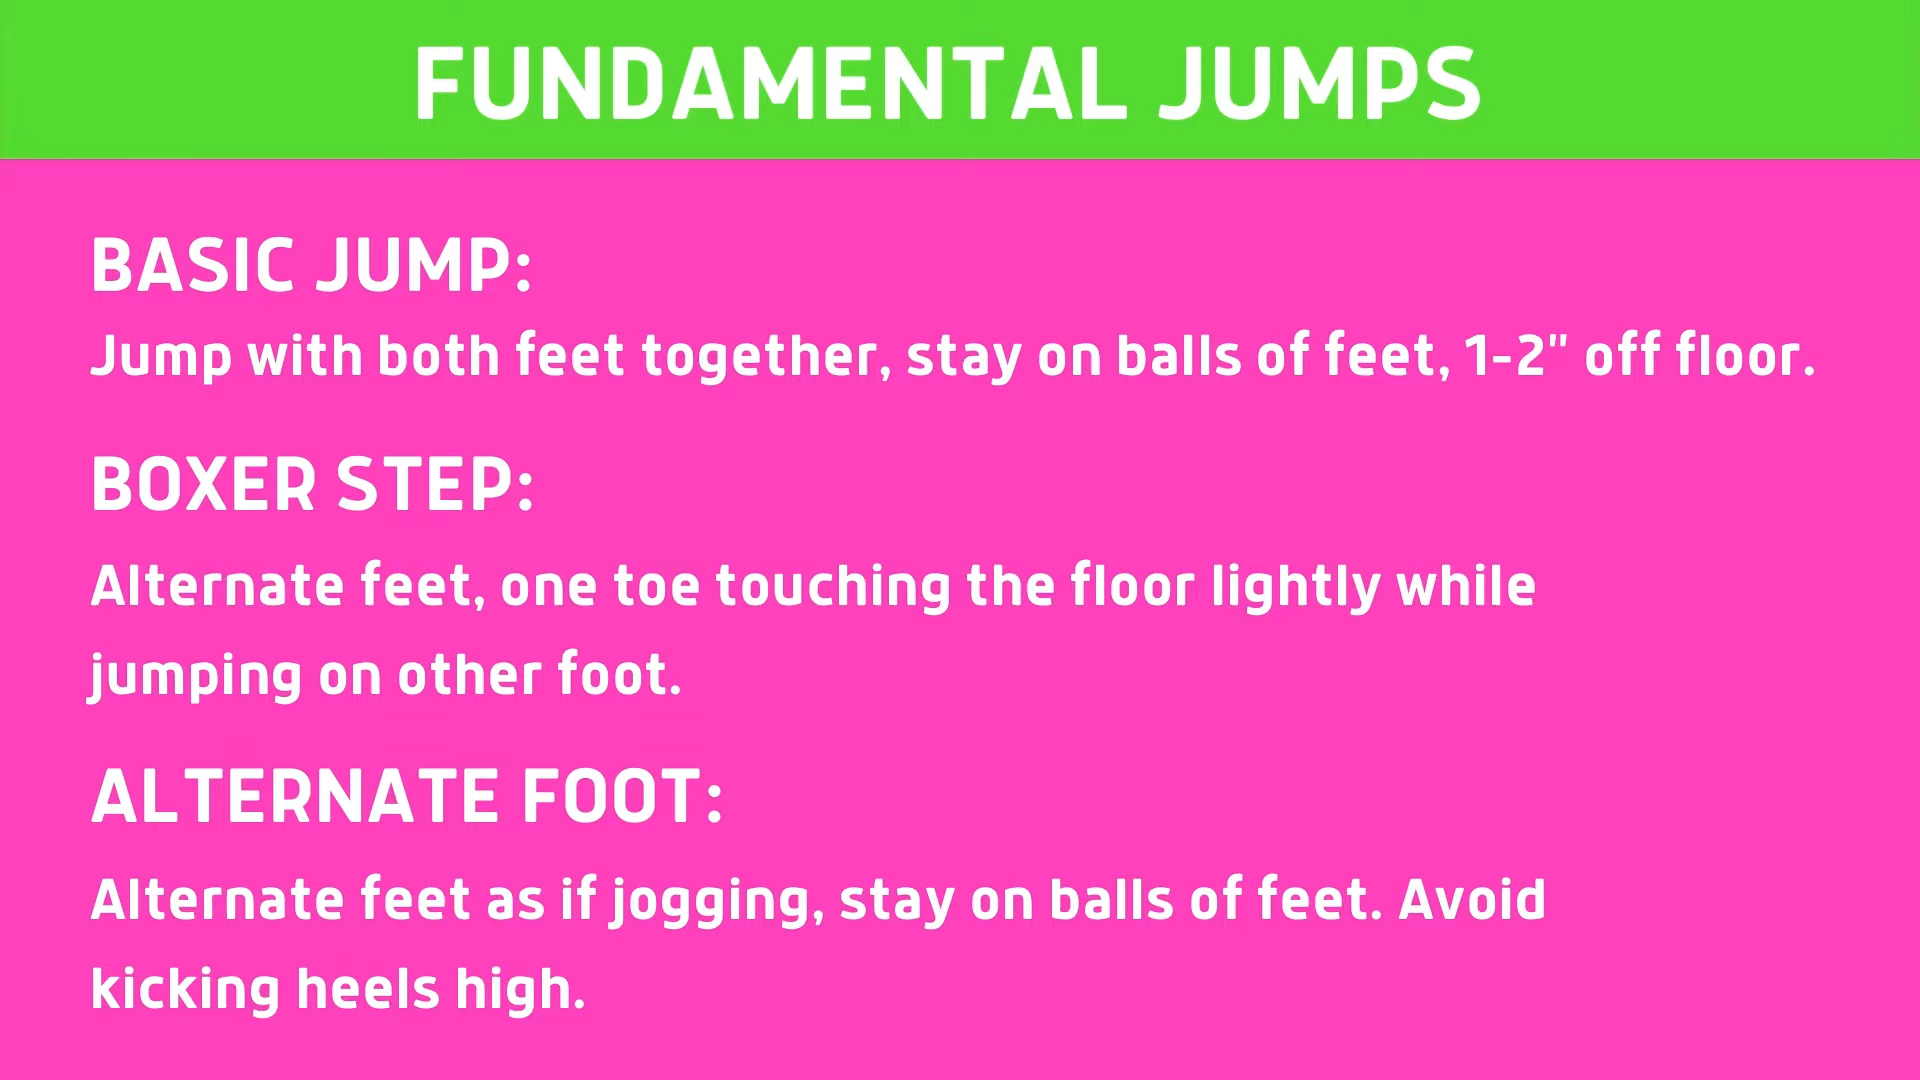 FUNDAMENTAL JUMPS
BASIC JUMP:
Jump with both feet together, stay on balls of feet, 1-2" off floor.
BOXER STEP:
Alternate feet, one toe touching the floor lightly while
jumping on other foot.
ALTERNATE FOOT:
Alternate feet as if jogging, stay on balls of feet. Avoid
kicking heels high.